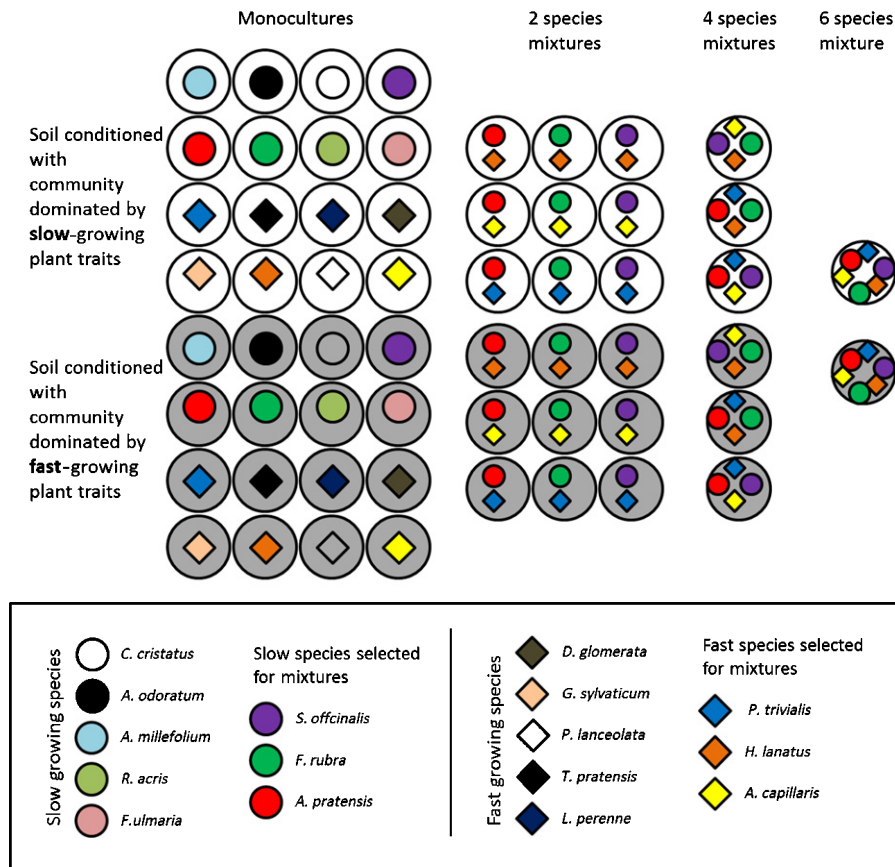 Monocultures
2 species
mixtures
4 species
mixtures
6 species
mixture
Soil conditioned
with
community
dominated by
slow-growing
plant traits
Soil conditioned
with
community
dominated by
fast-growing
plant traits
Slow growing species
C. cristatus
A. odoratum
A. millefolium
R. acris
F.ulmaria
Slow species selected
for mixtures
S. offcinalis
F. rubra
A. pratensis
Fast growing species
D. glomerata
G. sylvaticum
P. lanceolata
T. pratensis
L. perenne
Fast species selected
for mixtures
P. trivialis
H. lanatus
A. capillaris